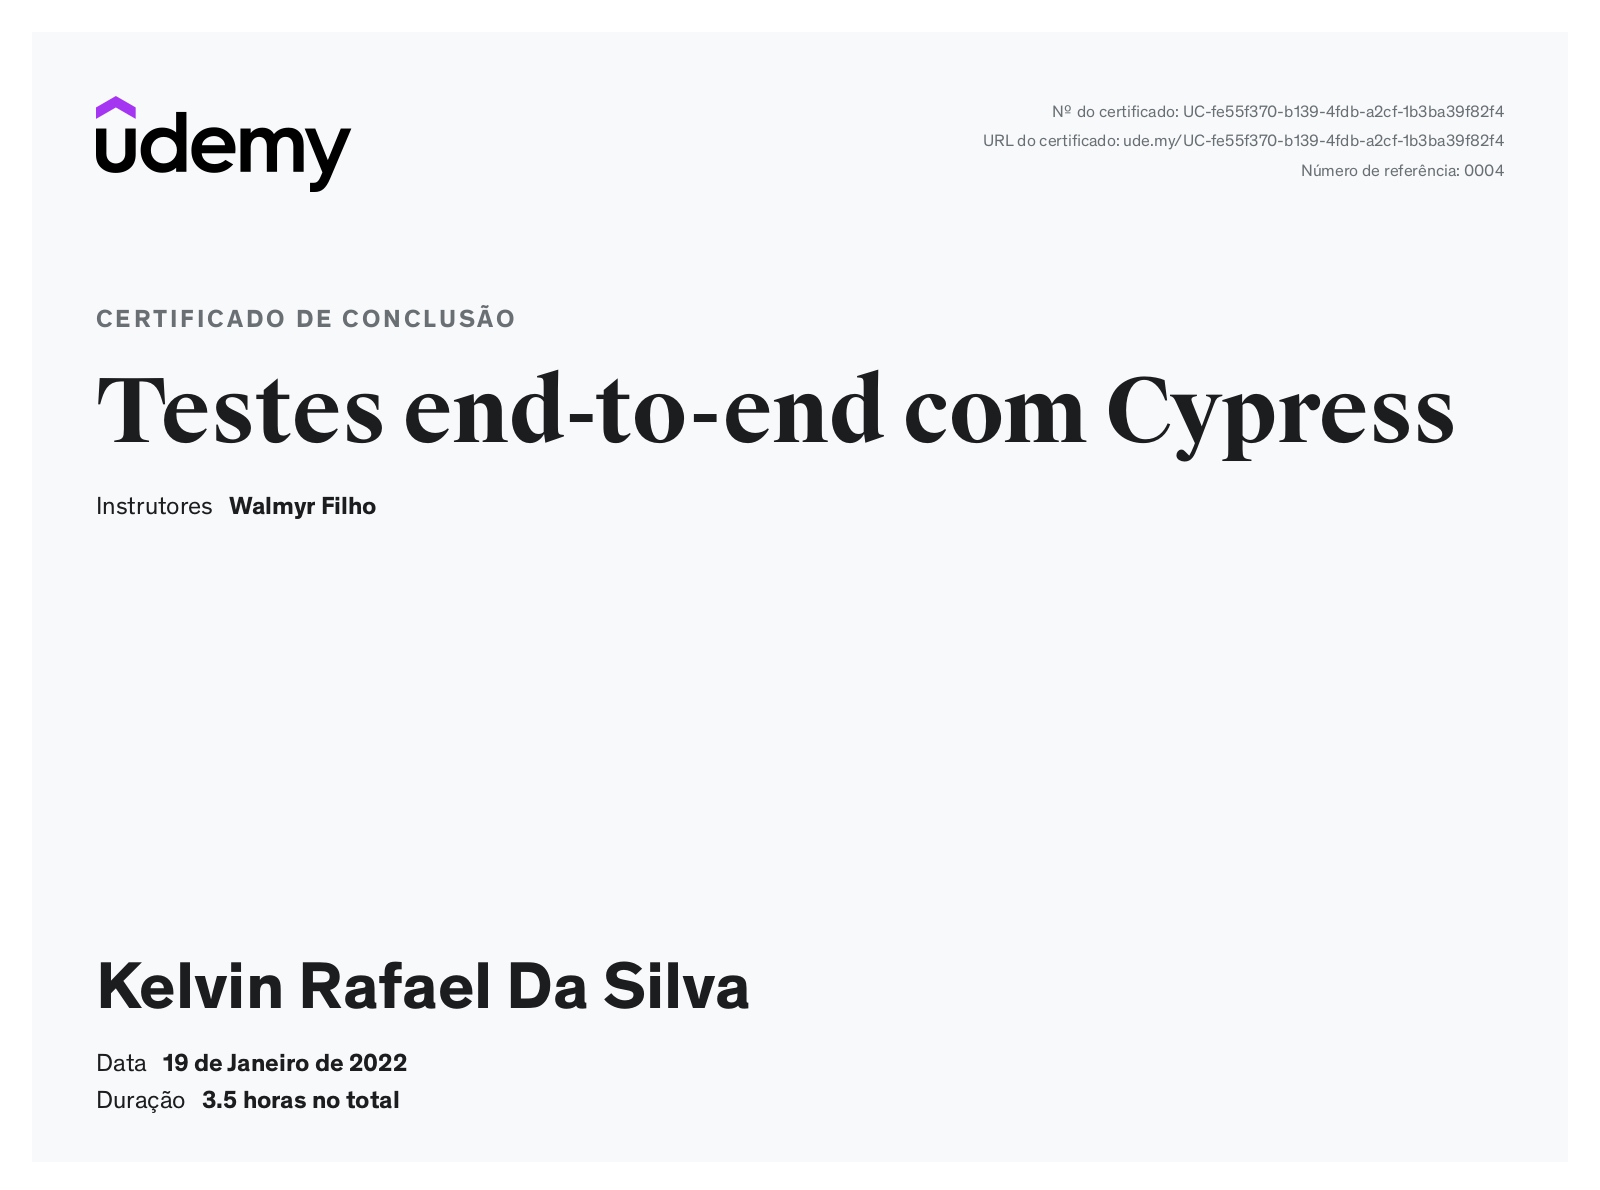 udemy
Nº do certificado: UC-fe55f370-b139-4fdb-a2cf-1b3ba39f82f4
URL do certificado: ude.my/UC-fe55f370-b139-4fdb-a2cf-1b3ba39f82f4
Número de referência: 0004
CERTIFICADO DE CONCLUSÃO
Testes end-to-end com Cypress
Instrutores Walmyr Filho
Kelvin Rafael Da Silva
Data 19 de Janeiro de 2022
Duração 3.5 horas no total